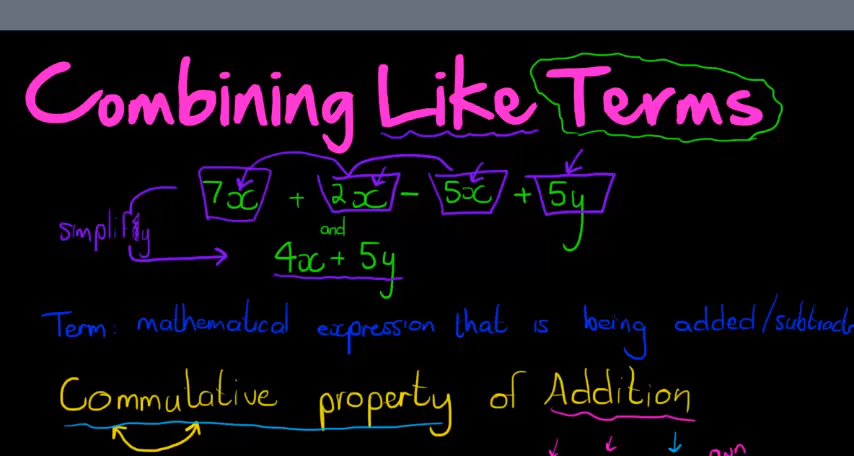 Combining Like Terms
7x + 2x - 5x + 5y
and
simplify
4x + 5y
Term: mathematical expression that is being added/subtract
Commutative property of Addition
own